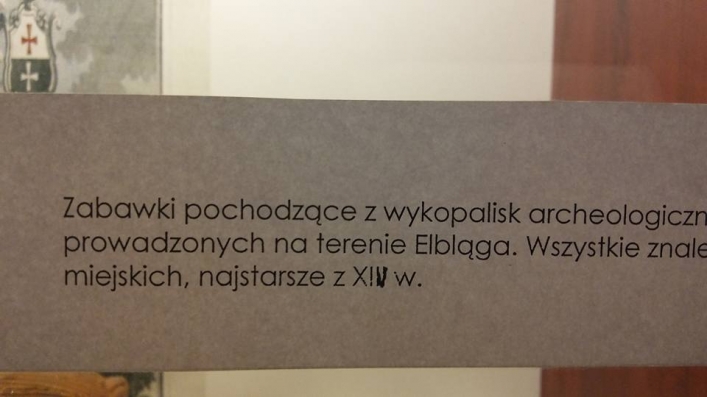 Zabawki pochodzące z wykopalisk archeologiczn
prowadzonych na terenie Elbląga. Wszystkie znale
miejskich, najstarsze z XIV w.